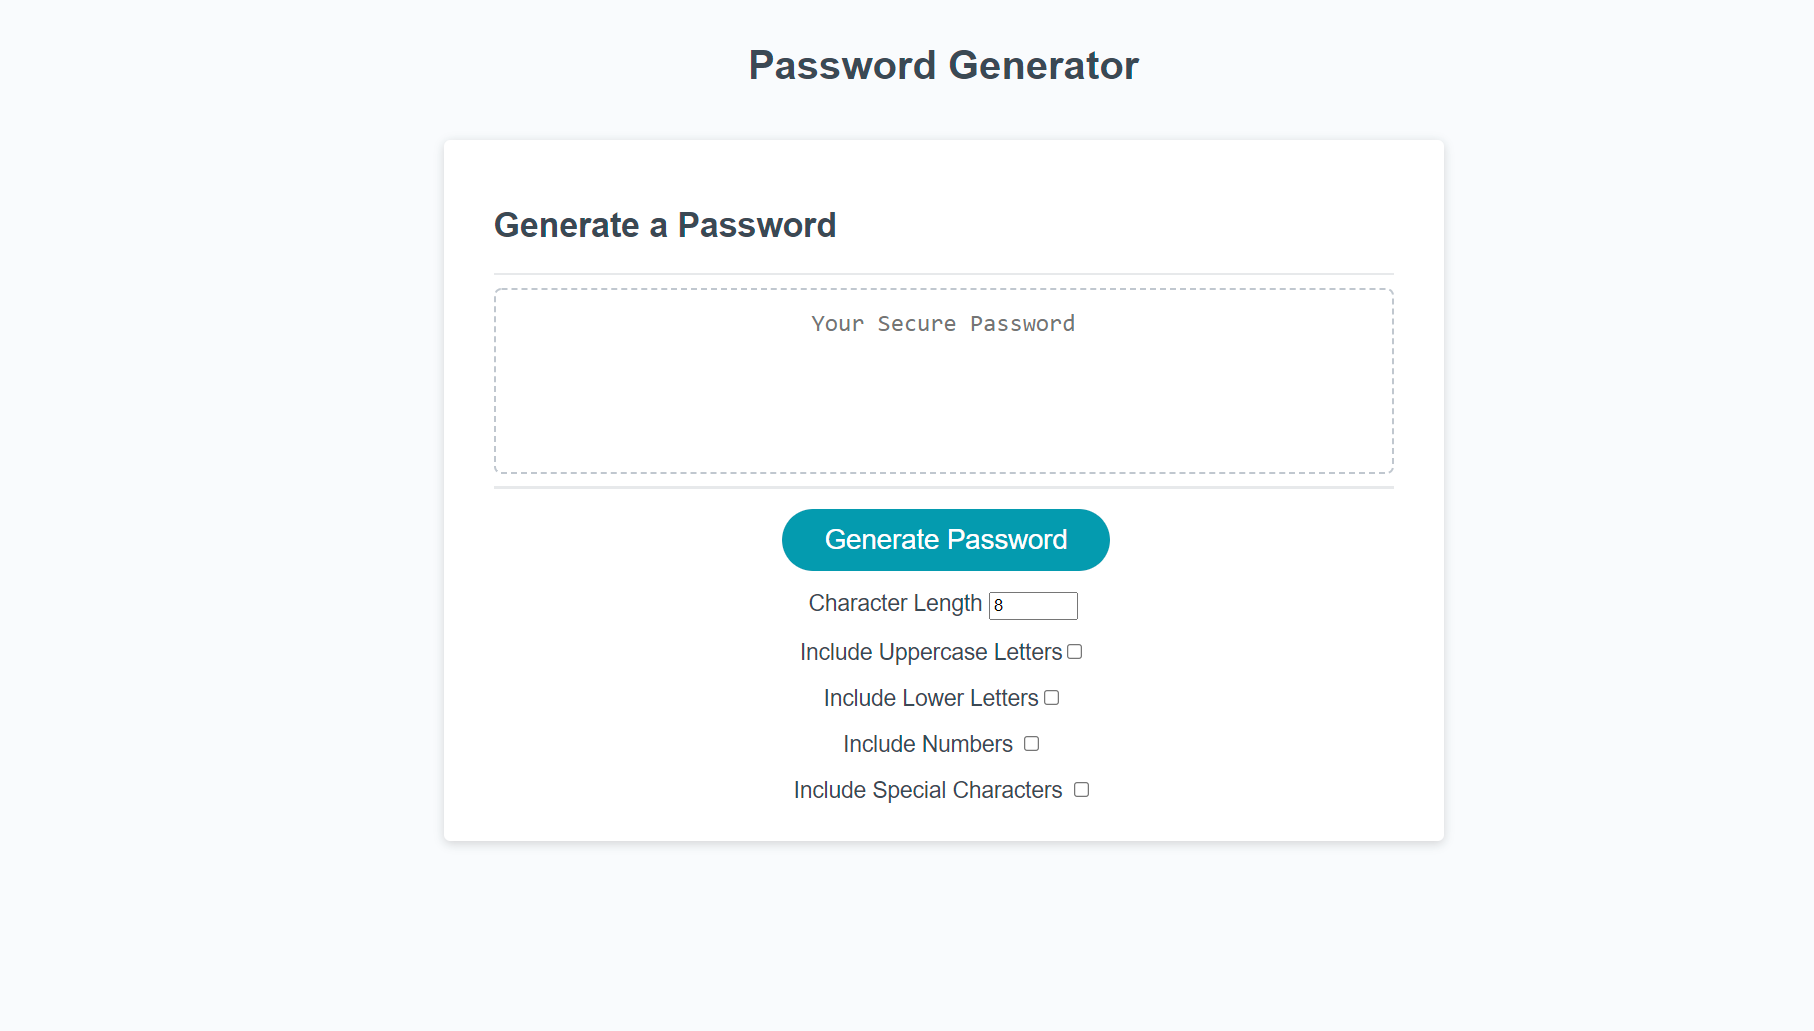 Password Generator
Generate a Password
Your Secure Password
Generate Password
Character Length 8
Include Uppercase Letters
Include Lower Letters
Include Numbers
Include Special Characters